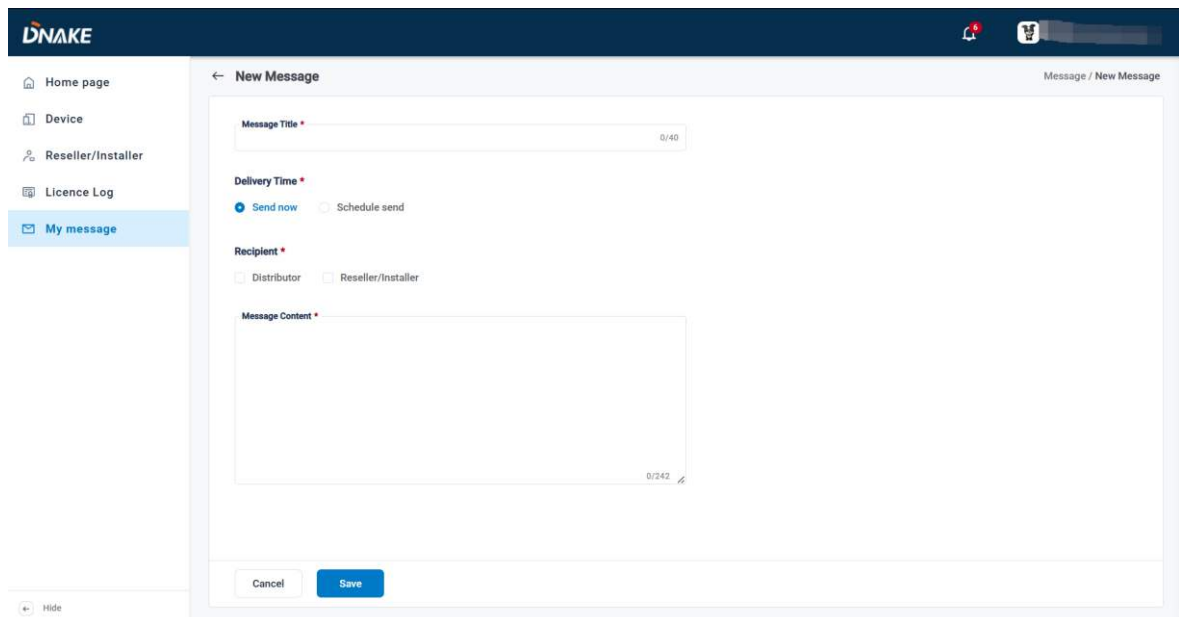 DNAKE
6
Home page
Device
Reseller/Installer
Licence Log
My message
Hide
New Message
Message / New Message
Message Title *
0/40
Delivery Time *
Send now Schedule send
Recipient *
Distributor Reseller/Installer
Message Content *
0/242
Cancel Save